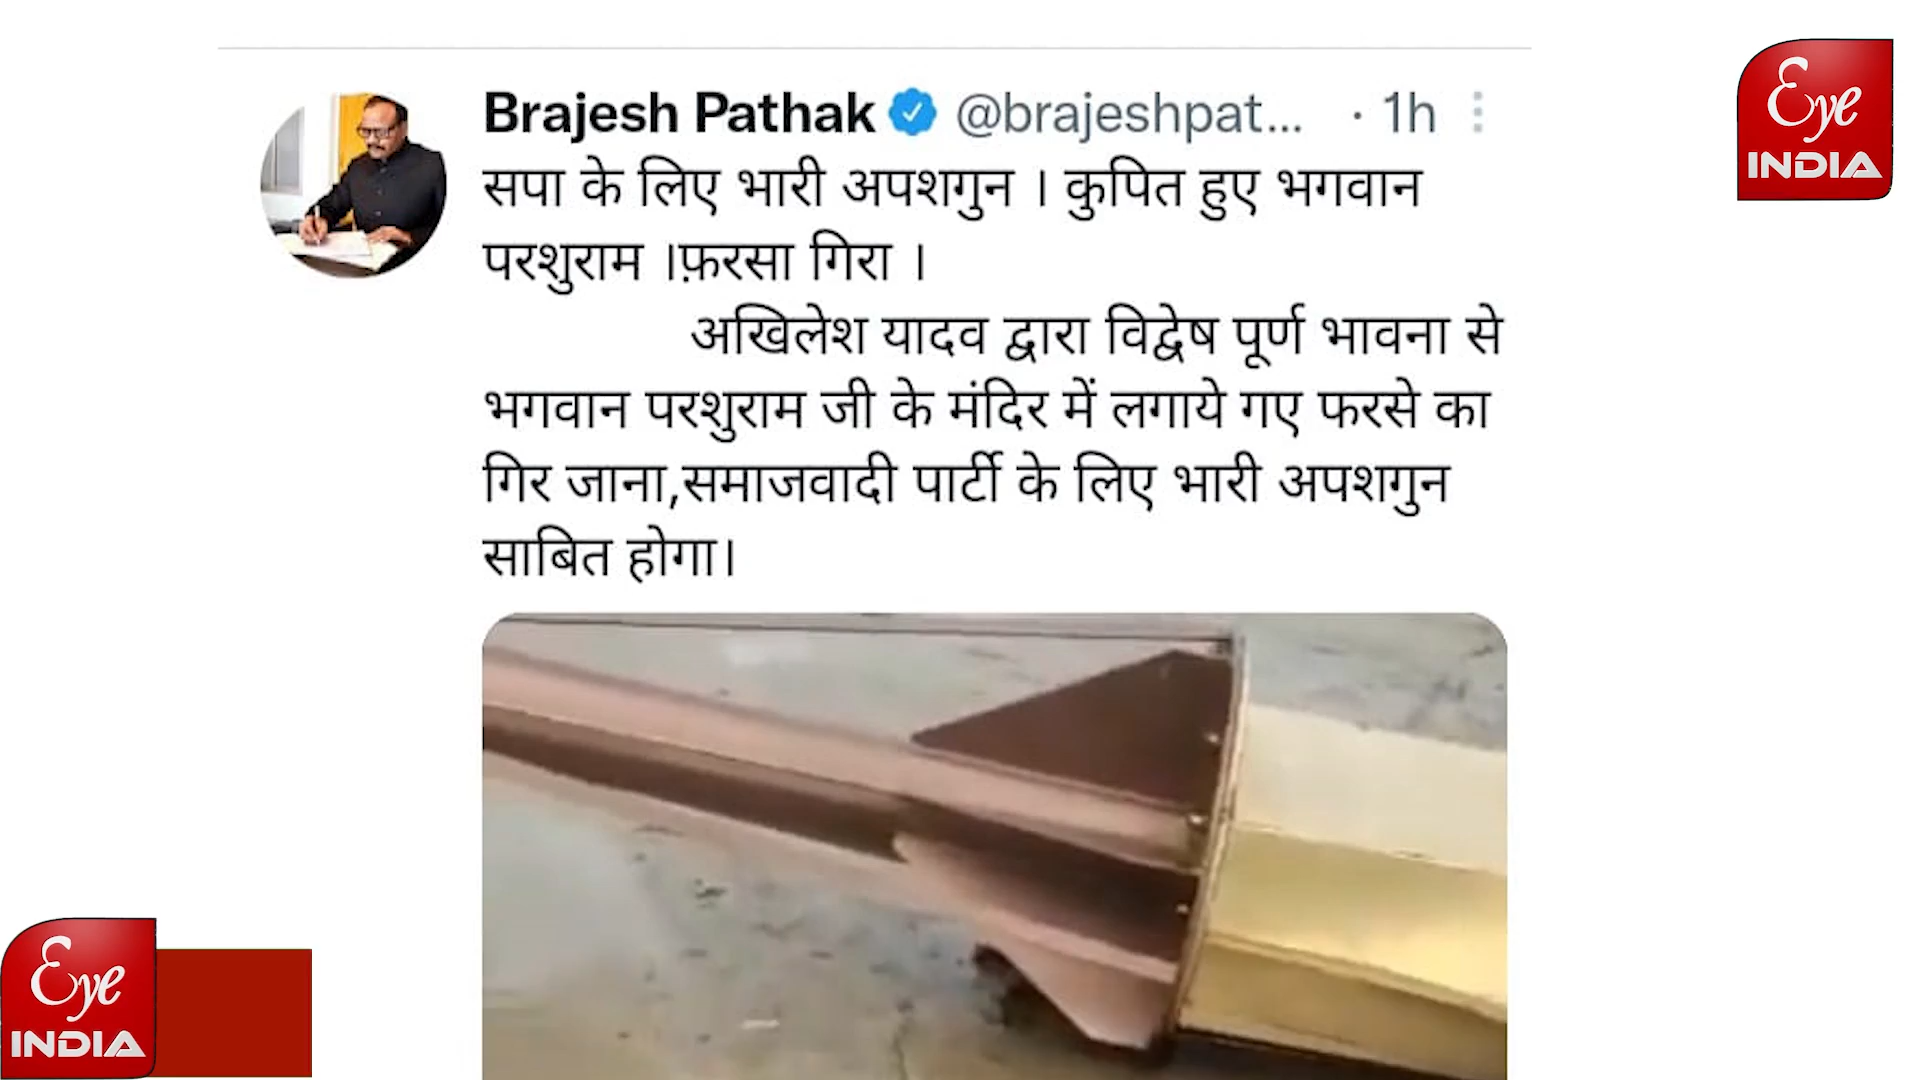 Brajesh Pathak @brajeshpat... · 1h
सपा के लिए भारी अपशगुन । कुपित हुए भगवान
परशुराम ।फ़रसा गिरा ।
अखिलेश यादव द्वारा विद्वेष पूर्ण भावना से
भगवान परशुराम जी के मंदिर में लगाये गए फरसे का
गिर जाना,समाजवादी पार्टी के लिए भारी अपशगुन
साबित होगा।
Eye
INDIA
Eye
INDIA